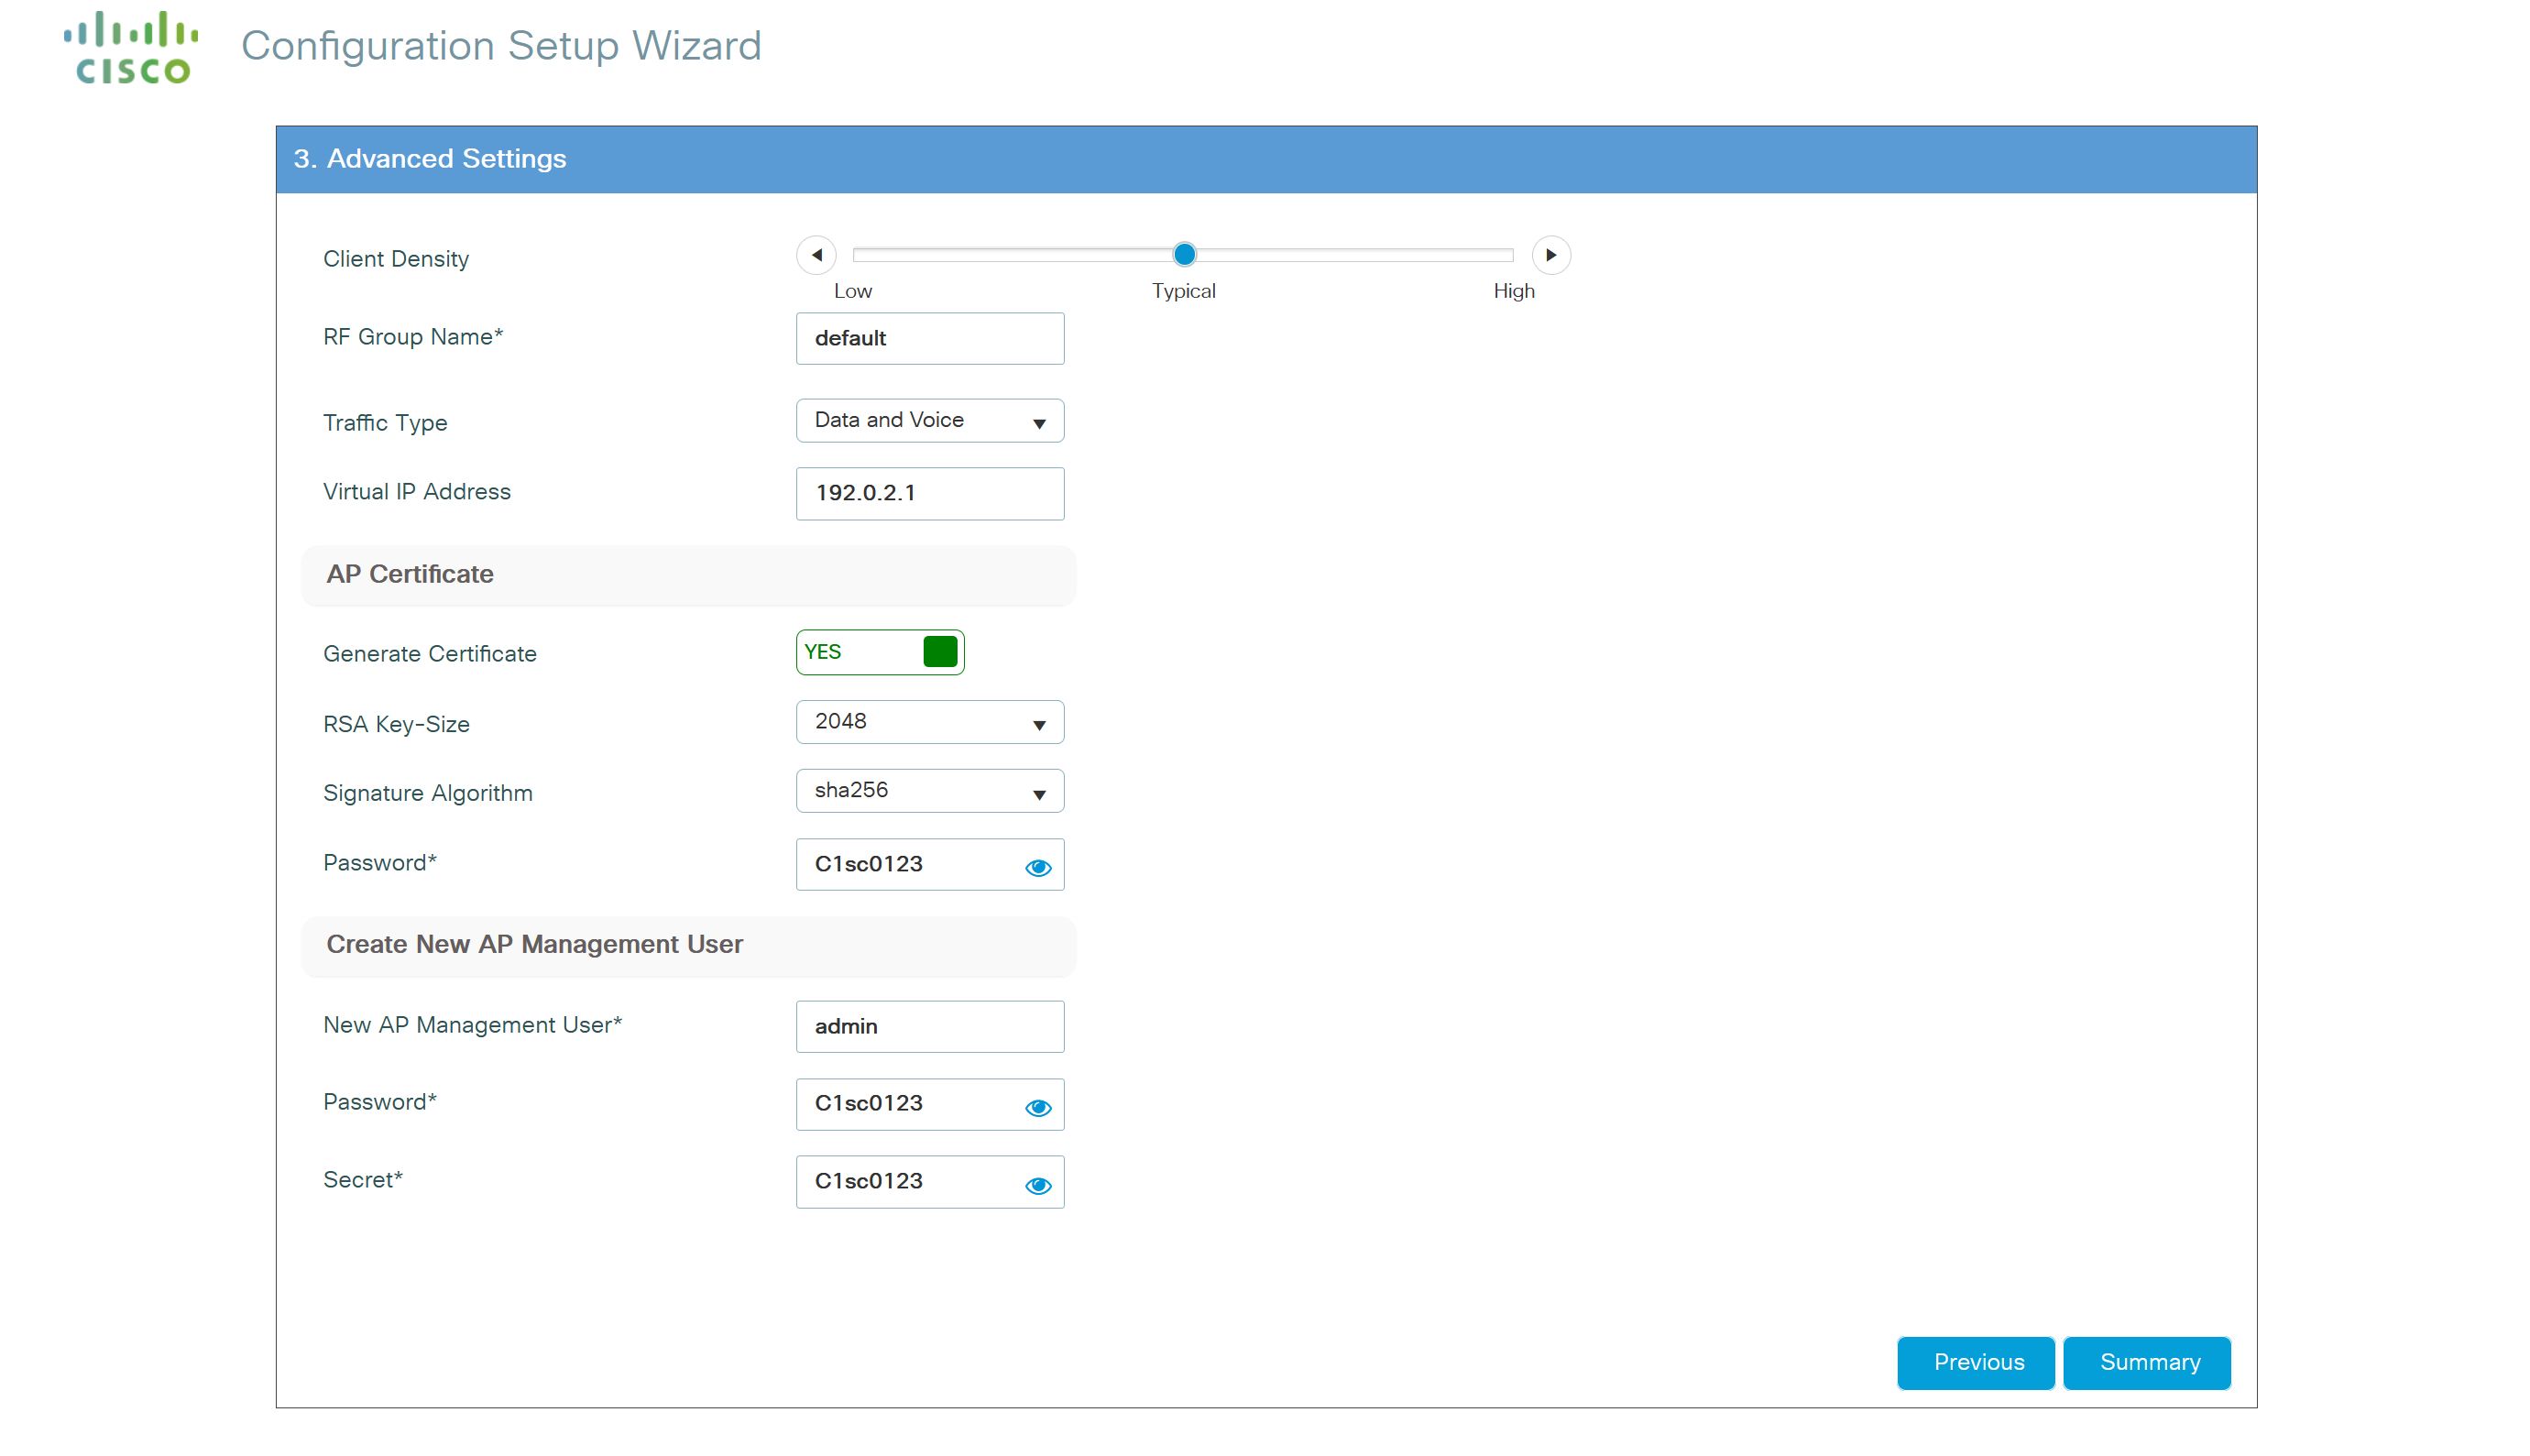 CISCO
Configuration Setup Wizard
3. Advanced Settings
Client Density
Low Typical High
RF Group Name* default
Traffic Type Data and Voice
Virtual IP Address 192.0.2.1
AP Certificate
Generate Certificate YES
RSA Key-Size 2048
Signature Algorithm sha256
Password* C1sc0123
Create New AP Management User
New AP Management User* admin
Password* C1sc0123
Secret* C1sc0123
Previous Summary